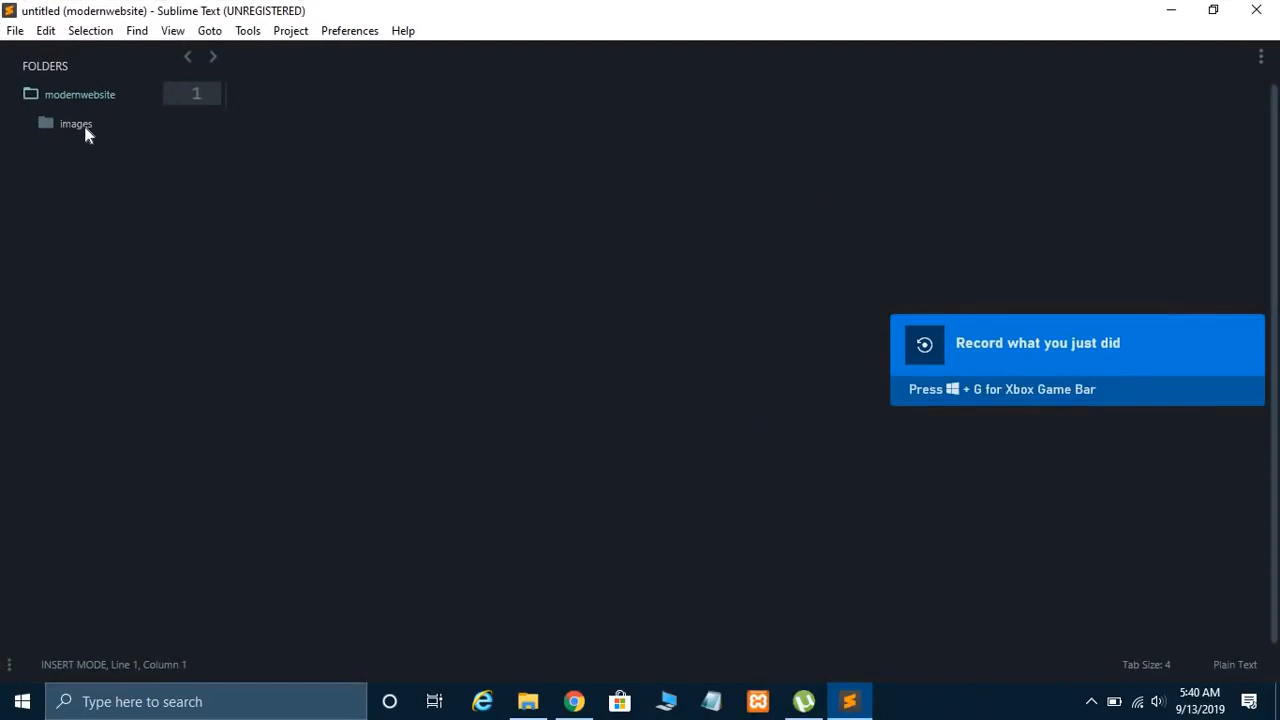 untitled (modernwebsite) - Sublime Text (UNREGISTERED)
File Edit Selection Find View Goto Tools Project Preferences Help
FOLDERS
modernwebsite
1
images
Record what you just did
Press + G for Xbox Game Bar
INSERT MODE, Line 1, Column 1
Tab Size: 4
Plain Text
Type here to search
5:40 AM
9/13/2019